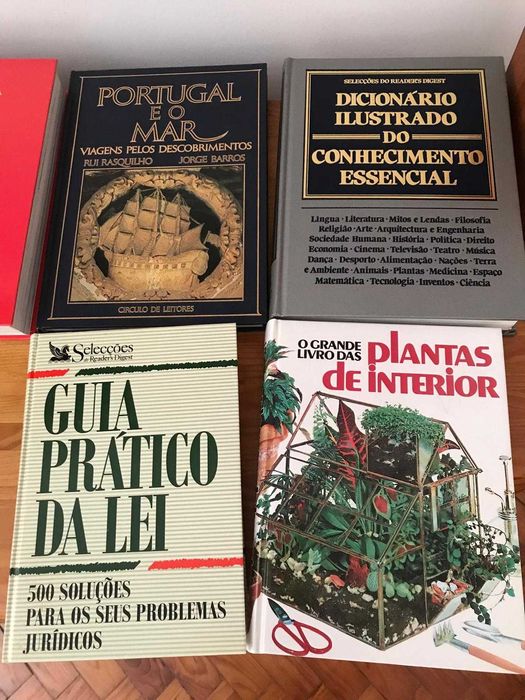 PORTUGAL
E O
MAR
VIAGENS PELOS DESCOBRIMENTOS
RUI RASQUILHO JORGE BARROS
CIRCULO DE LEITORES
SELECÇÕES DO READER'S DIGEST
DICIONÁRIO
ILUSTRADO
DO
CONHECIMENTO
ESSENCIAL
Língua · Literatura · Mitos e Lendas · Filosofia
Religião · Arte · Arquitectura e Engenharia
Sociedade Humana · História · Política · Direito
Economia · Cinema · Televisão · Teatro · Música
Dança · Desporto · Alimentação · Nações · Terra
e Ambiente · Animais · Plantas · Medicina · Espaço
Matemática · Tecnologia · Inventos · Ciência
Selecções
do Reader's Digest
GUIA
PRÁTICO
DA LEI
500 SOLUÇÕES
PARA OS SEUS PROBLEMAS
JURÍDICOS
O GRANDE
LIVRO DAS
PLANTAS
de INTERIOR